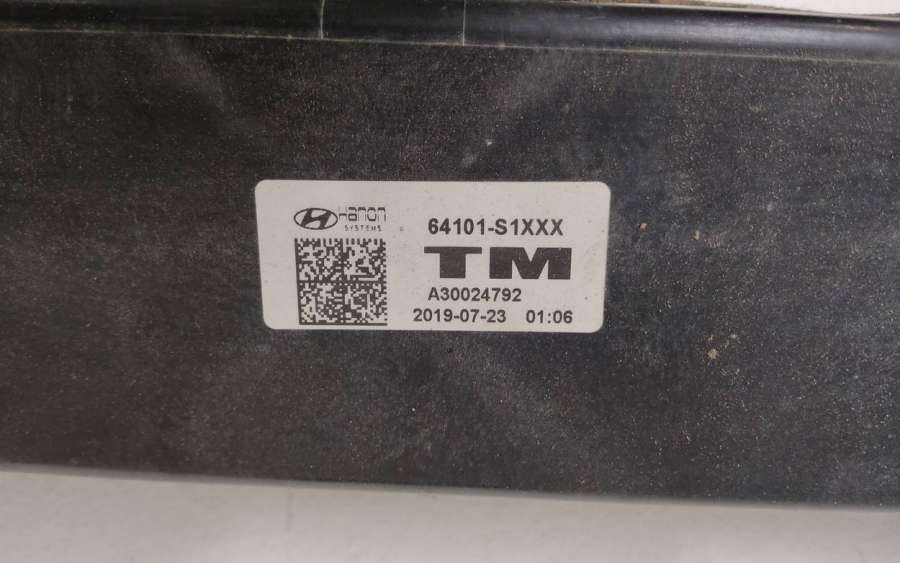 Hanon
SYSTEMS
64101-S1XXX
TM
A30024792
2019-07-23 01:06